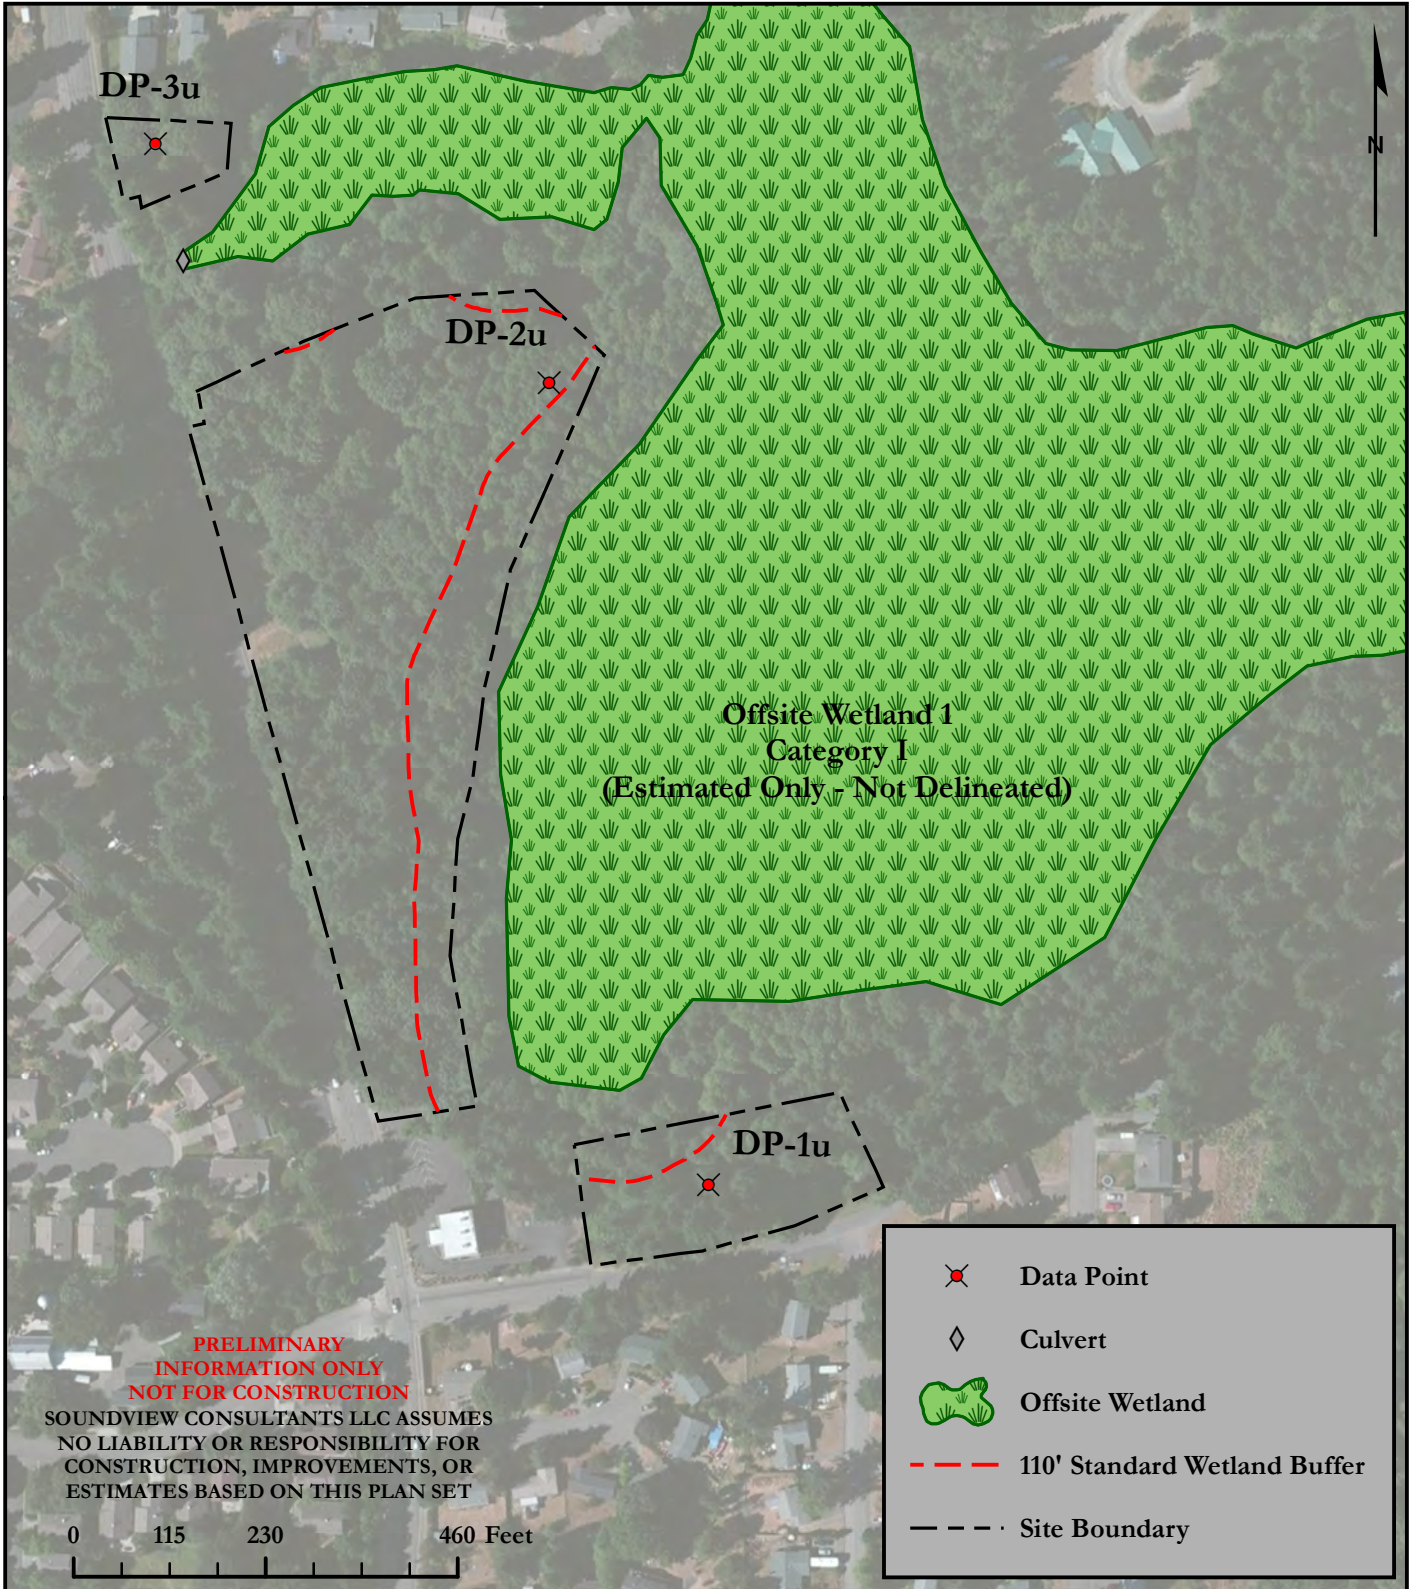 DP-3u
N
DP-2u
Offsite Wetland 1
Category I
(Estimated Only - Not Delineated)
DP-1u
Data Point
Culvert
Offsite Wetland
110' Standard Wetland Buffer
Site Boundary
PRELIMINARY
INFORMATION ONLY
NOT FOR CONSTRUCTION
SOUNDVIEW CONSULTANTS LLC ASSUMES
NO LIABILITY OR RESPONSIBILITY FOR
CONSTRUCTION, IMPROVEMENTS, OR
ESTIMATES BASED ON THIS PLAN SET
0 115 230 460 Feet